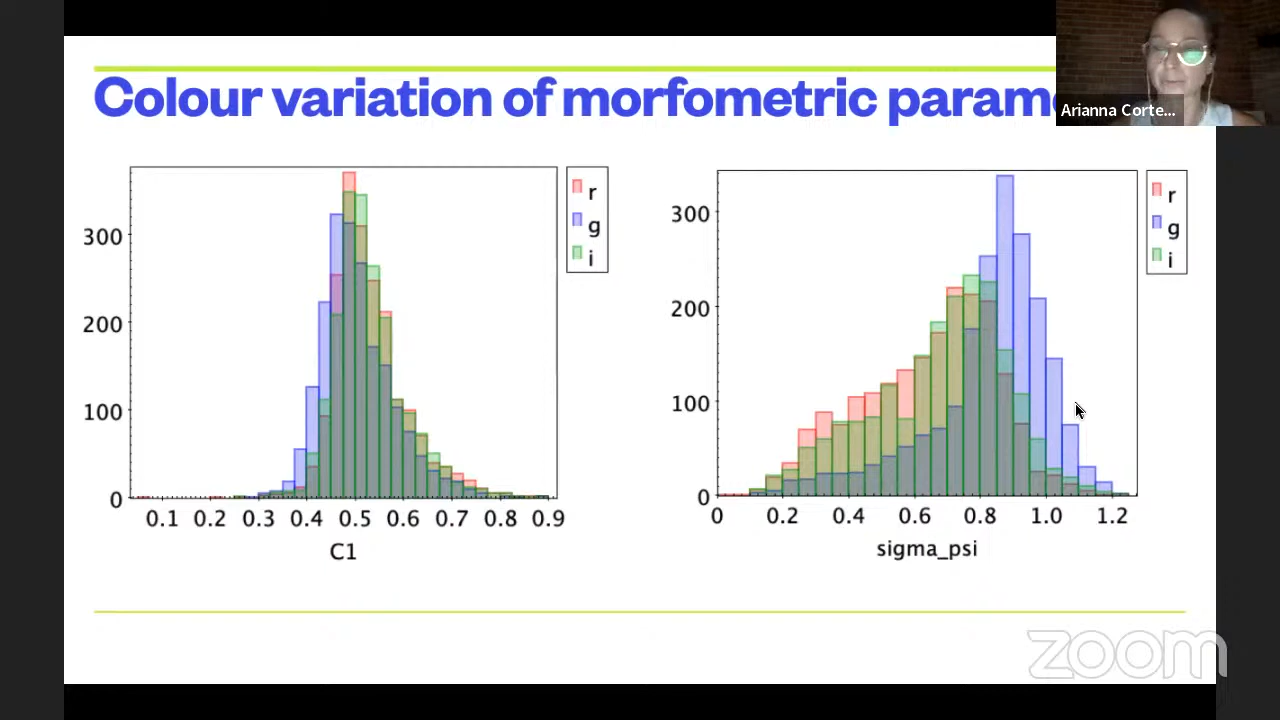 Colour variation of morfometric param
Arianna Corte...
r
g
i
300
200
100
0
0.1 0.2 0.3 0.4 0.5 0.6 0.7 0.8 0.9
C1
r
g
i
300
200
100
0
0 0.2 0.4 0.6 0.8 1.0 1.2
sigma_psi
zoom